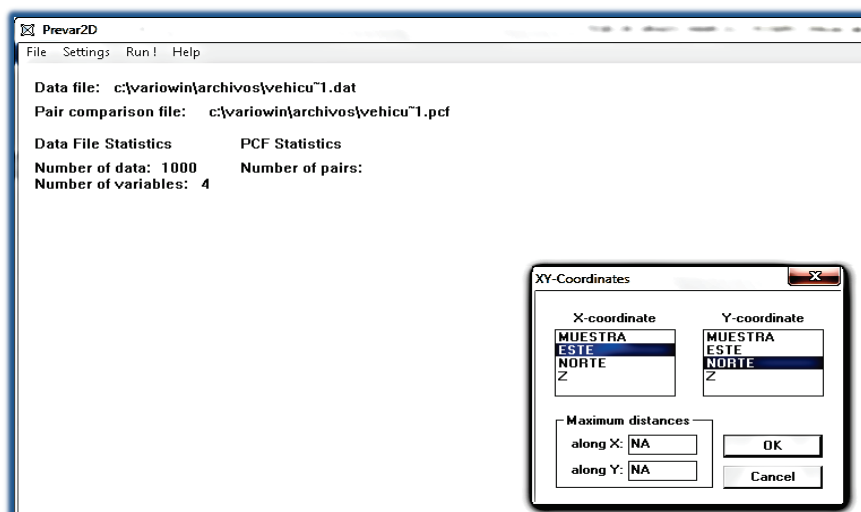 Prevar2D
File Settings Run! Help
Data file: c:\variowin\archivos\vehicu~1.dat
Pair comparison file: c:\variowin\archivos\vehicu~1.pcf
Data File Statistics PCF Statistics
Number of data: 1000 Number of pairs:
Number of variables: 4
XY-Coordinates
X-coordinate Y-coordinate
MUESTRA MUESTRA
ESTE ESTE
NORTE NORTE
Z Z
Maximum distances
along X: NA OK
along Y: NA Cancel